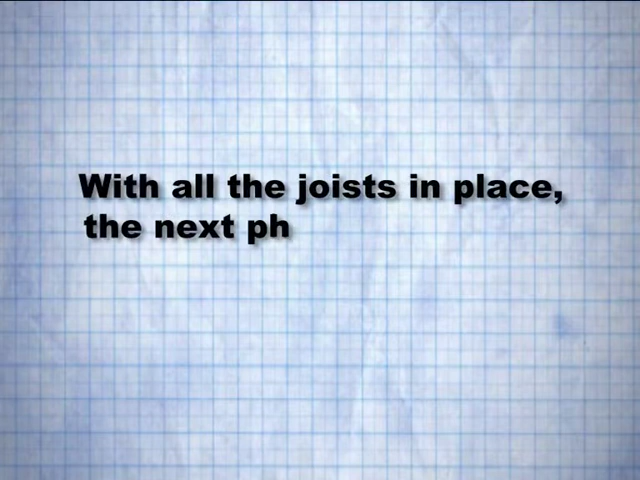 With all the joists in place,
the next ph